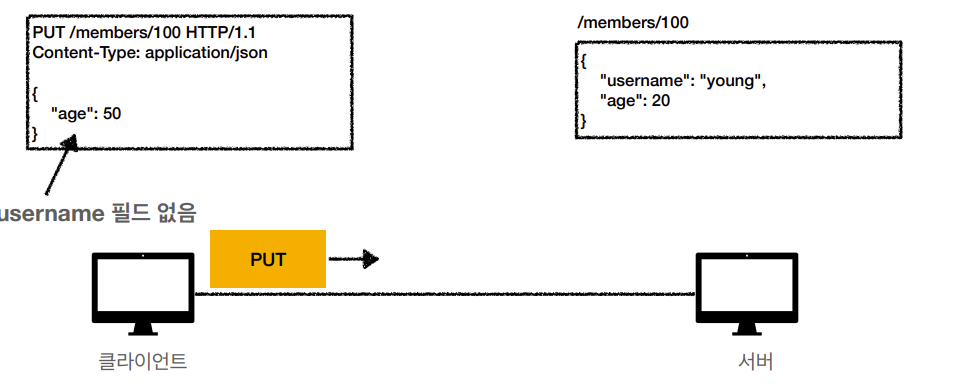 PUT /members/100 HTTP/1.1
Content-Type: application/json
{
"age": 50
}
username 필드 없음
/members/100
{
"username": "young",
"age": 20
}
PUT
클라이언트
서버